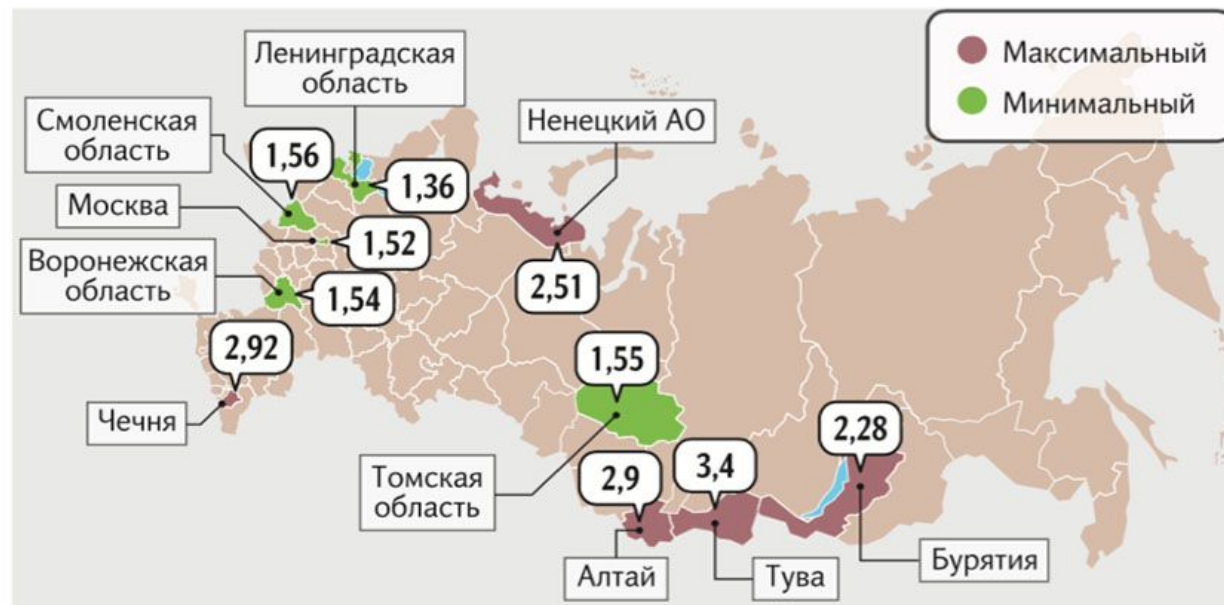 Максимальный
Минимальный
Ленинградская
область
Ненецкий АО
Смоленская
область
1,56
1,36
Москва
1,52
Воронежская
область
2,51
1,54
2,92
1,55
Чечня
2,28
Томская
область
2,9
3,4
Бурятия
Алтай
Тува